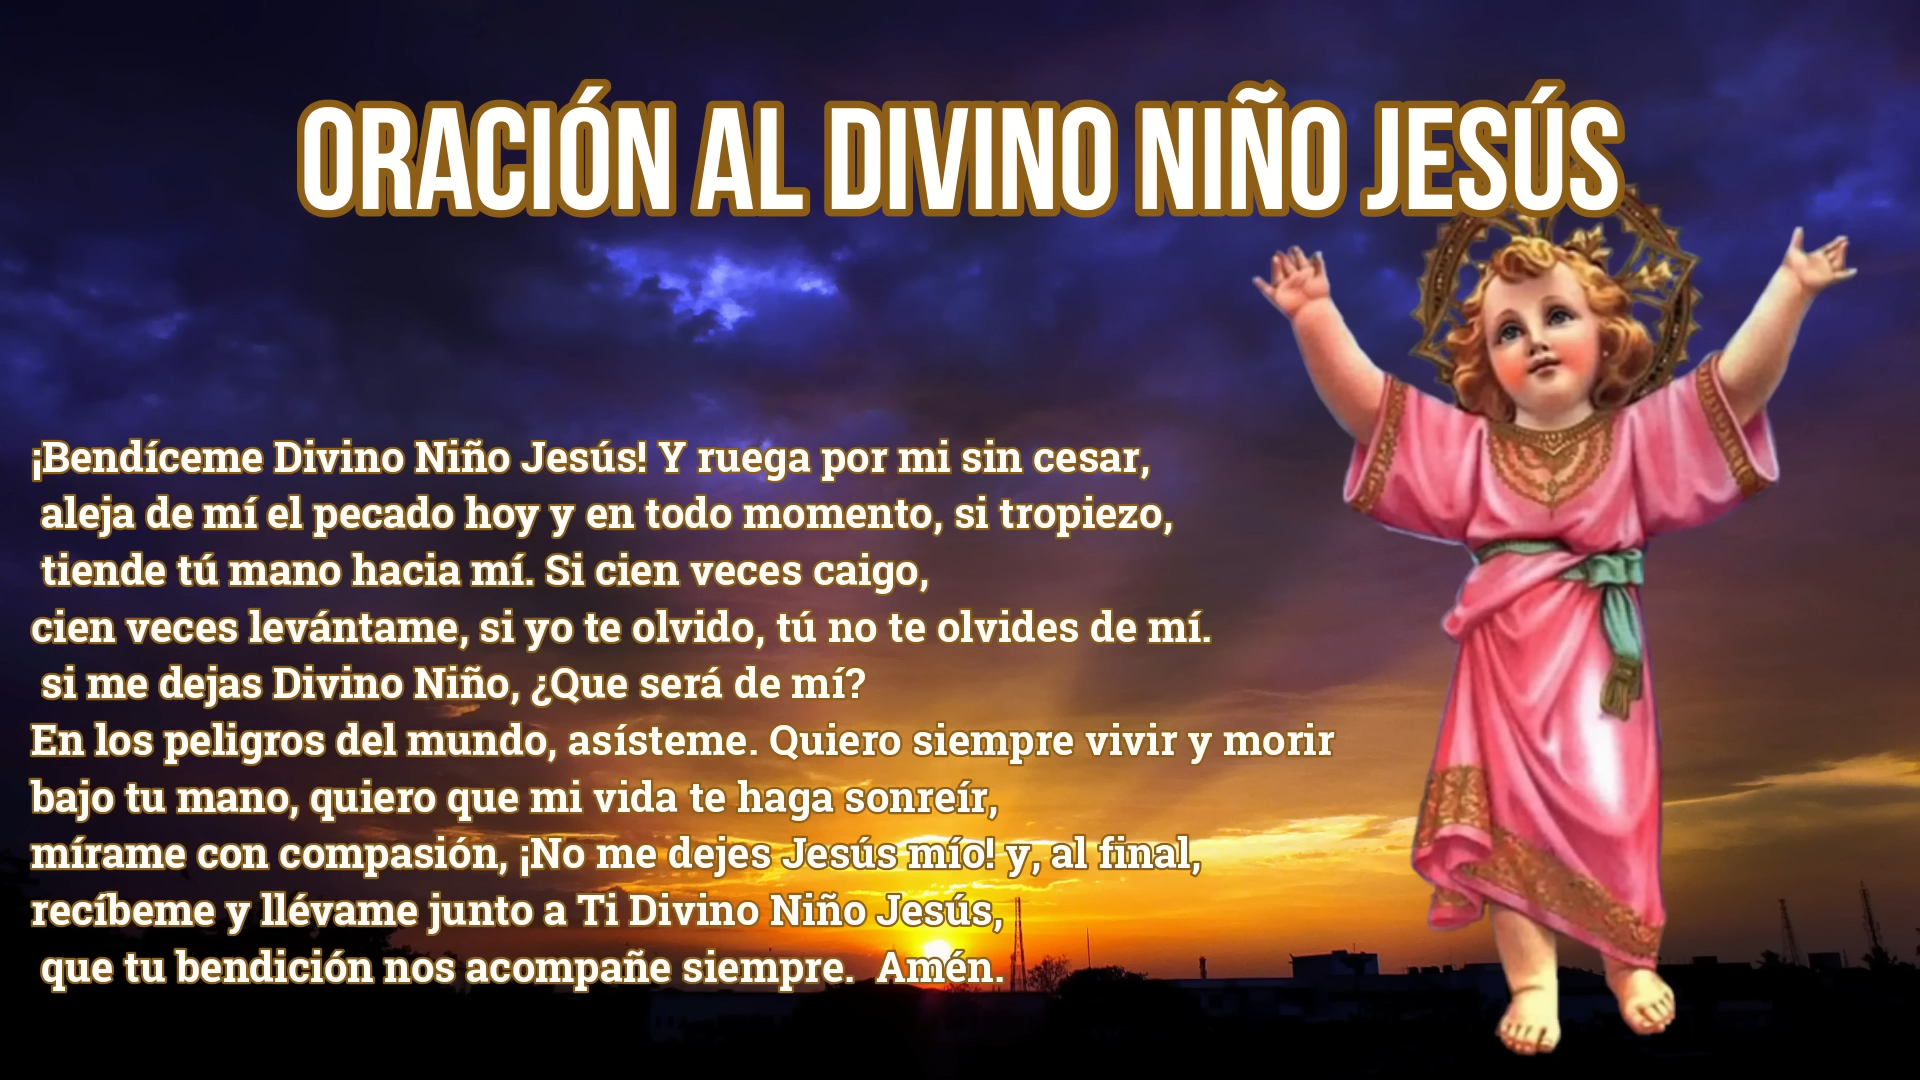 ORACIÓN AL DIVINO NIÑO JESÚS
¡Bendíceme Divino Niño Jesús! Y ruega por mi sin cesar,
aleja de mí el pecado hoy y en todo momento, si tropiezo,
tiende tú mano hacia mí. Si cien veces caigo,
cien veces levántame, si yo te olvido, tú no te olvides de mí.
si me dejas Divino Niño, ¿Que será de mí?
En los peligros del mundo, asísteme. Quiero siempre vivir y morir
bajo tu mano, quiero que mi vida te haga sonreír,
mírame con compasión, ¡No me dejes Jesús mío! y, al final,
recíbeme y llévame junto a Ti Divino Niño Jesús,
que tu bendición nos acompañe siempre.  Amén.